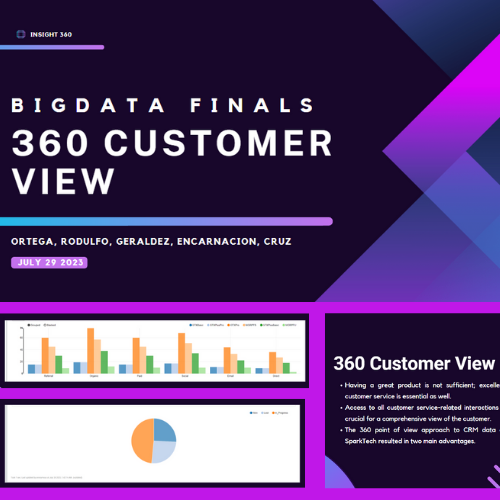 INSIGHT 360
BIGDATA FINALS
360 CUSTOMER
VIEW
ORTEGA, RODULFO, GERALDEZ, ENCARNACION, CRUZ
JULY 29 2023
360 Customer View
• Having a great product is not sufficient; excelle
customer service is essential as well.
• Access to all customer service-related interactions
crucial for a comprehensive view of the customer.
• The 360 point of view approach to CRM data
SparkTech resulted in two main advantages.